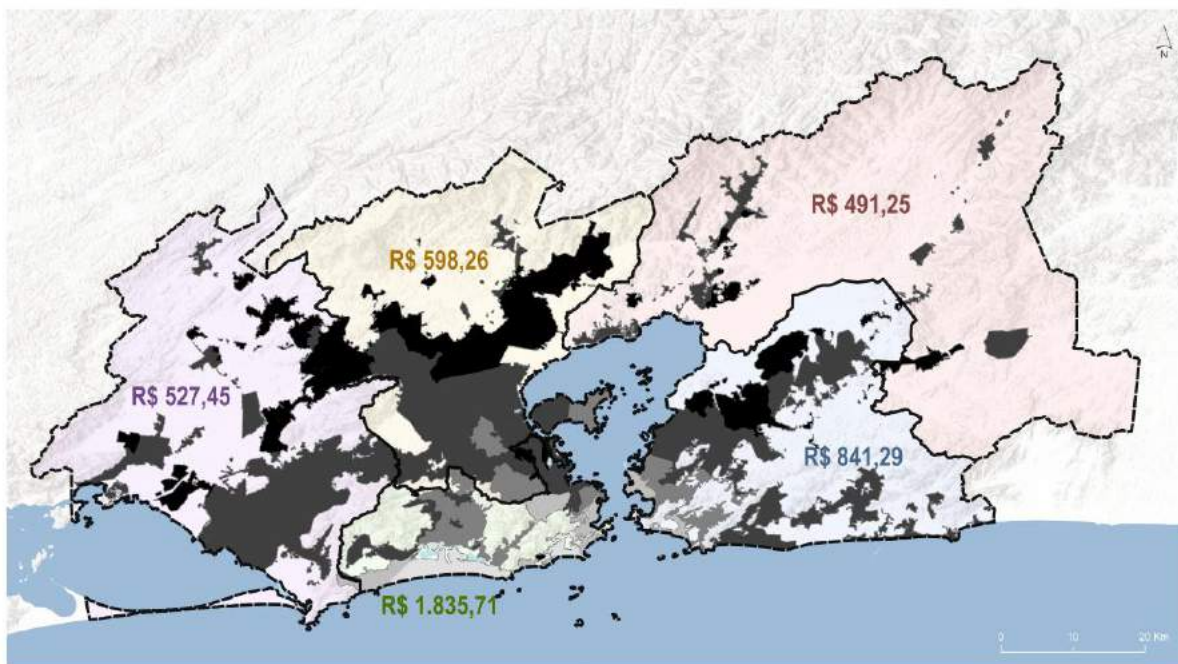 N
R$ 491,25
R$ 598,26
R$ 527,45
R$ 841,29
R$ 1.835,71
0 10 20 Km